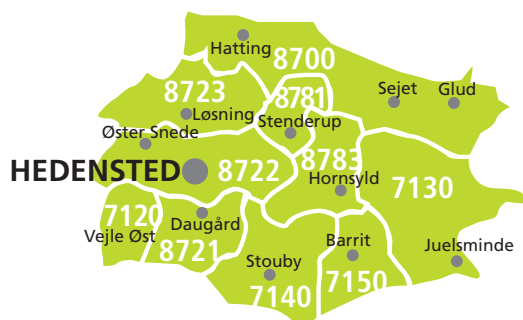 Hatting
8700
8723
8781
Sejet
Glud
Løsning
Stenderup
Øster Snede
8783
HEDENSTED
8722
Hornsyld
7130
7120
Daugård
Vejle Øst
8721
Barrit
Juelsminde
Stouby
7150
7140